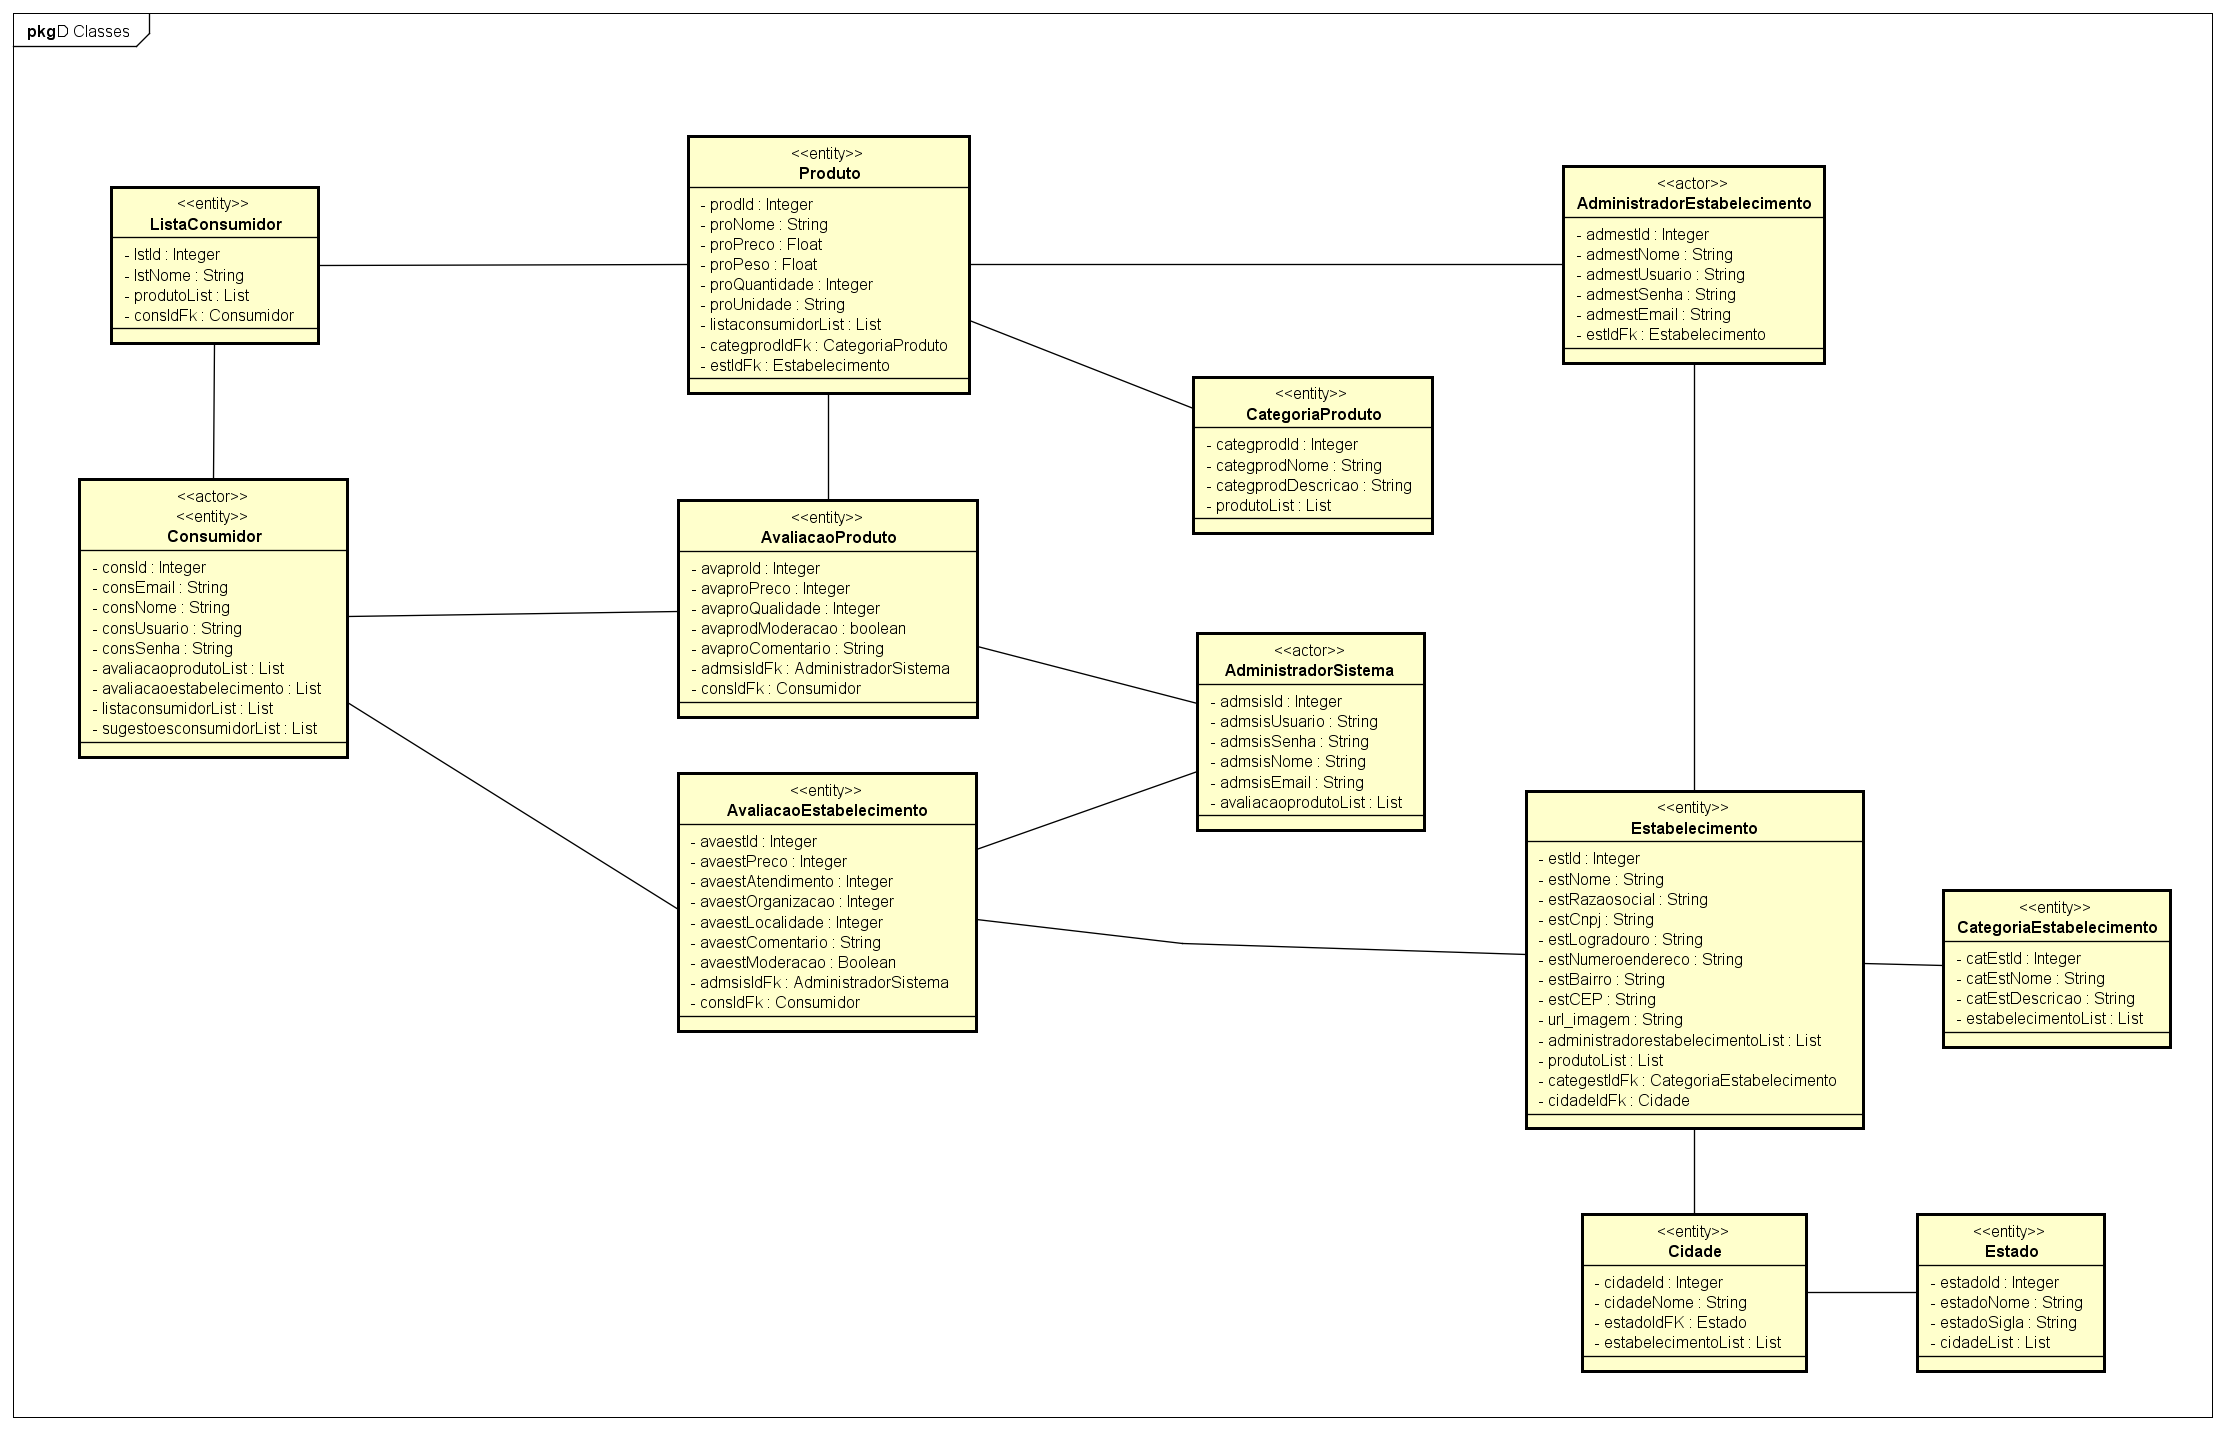 pkgD Classes
<<entity>>
ListaConsumidor
- lstId : Integer
- lstNome : String
- produtoList : List
- consIdFk : Consumidor
<<entity>>
Produto
- prodId : Integer
- proNome : String
- proPreco : Float
- proPeso : Float
- proQuantidade : Integer
- proUnidade : String
- listaconsumidorList : List
- categprodIdFk : CategoriaProduto
- estIdFk : Estabelecimento
<<actor>>
AdministradorEstabelecimento
- admestId : Integer
- admestNome : String
- admestUsuario : String
- admestSenha : String
- admestEmail : String
- estIdFk : Estabelecimento
<<entity>>
CategoriaProduto
- categprodId : Integer
- categprodNome : String
- categprodDescricao : String
- produtoList : List
<<actor>>
<<entity>>
Consumidor
- consId : Integer
- consEmail : String
- consNome : String
- consUsuario : String
- consSenha : String
- avaliacaoprodutoList : List
- avaliacaoestabelecimento : List
- listaconsumidorList : List
- sugestoesconsumidorList : List
<<entity>>
AvaliacaoProduto
- avaproId : Integer
- avaproPreco : Integer
- avaproQualidade : Integer
- avaprodModeracao : boolean
- avaproComentario : String
- admsisIdFk : AdministradorSistema
- consIdFk : Consumidor
<<actor>>
AdministradorSistema
- admsisId : Integer
- admsisUsuario : String
- admsisSenha : String
- admsisNome : String
- admsisEmail : String
- avaliacaoprodutoList : List
<<entity>>
AvaliacaoEstabelecimento
- avaestId : Integer
- avaestPreco : Integer
- avaestAtendimento : Integer
- avaestOrganizacao : Integer
- avaestLocalidade : Integer
- avaestComentario : String
- avaestModeracao : Boolean
- admsisIdFk : AdministradorSistema
- consIdFk : Consumidor
<<entity>>
Estabelecimento
- estId : Integer
- estNome : String
- estRazaosocial : String
- estCnpj : String
- estLogradouro : String
- estNumeroendereco : String
- estBairro : String
- estCEP : String
- url_imagem : String
- administradorestabelecimentoList : List
- produtoList : List
- categestIdFk : CategoriaEstabelecimento
- cidadeIdFk : Cidade
<<entity>>
CategoriaEstabelecimento
- catEstId : Integer
- catEstNome : String
- catEstDescricao : String
- estabelecimentoList : List
<<entity>>
Cidade
- cidadeId : Integer
- cidadeNome : String
- estadoIdFK : Estado
- estabelecimentoList : List
<<entity>>
Estado
- estadoId : Integer
- estadoNome : String
- estadoSigla : String
- cidadeList : List